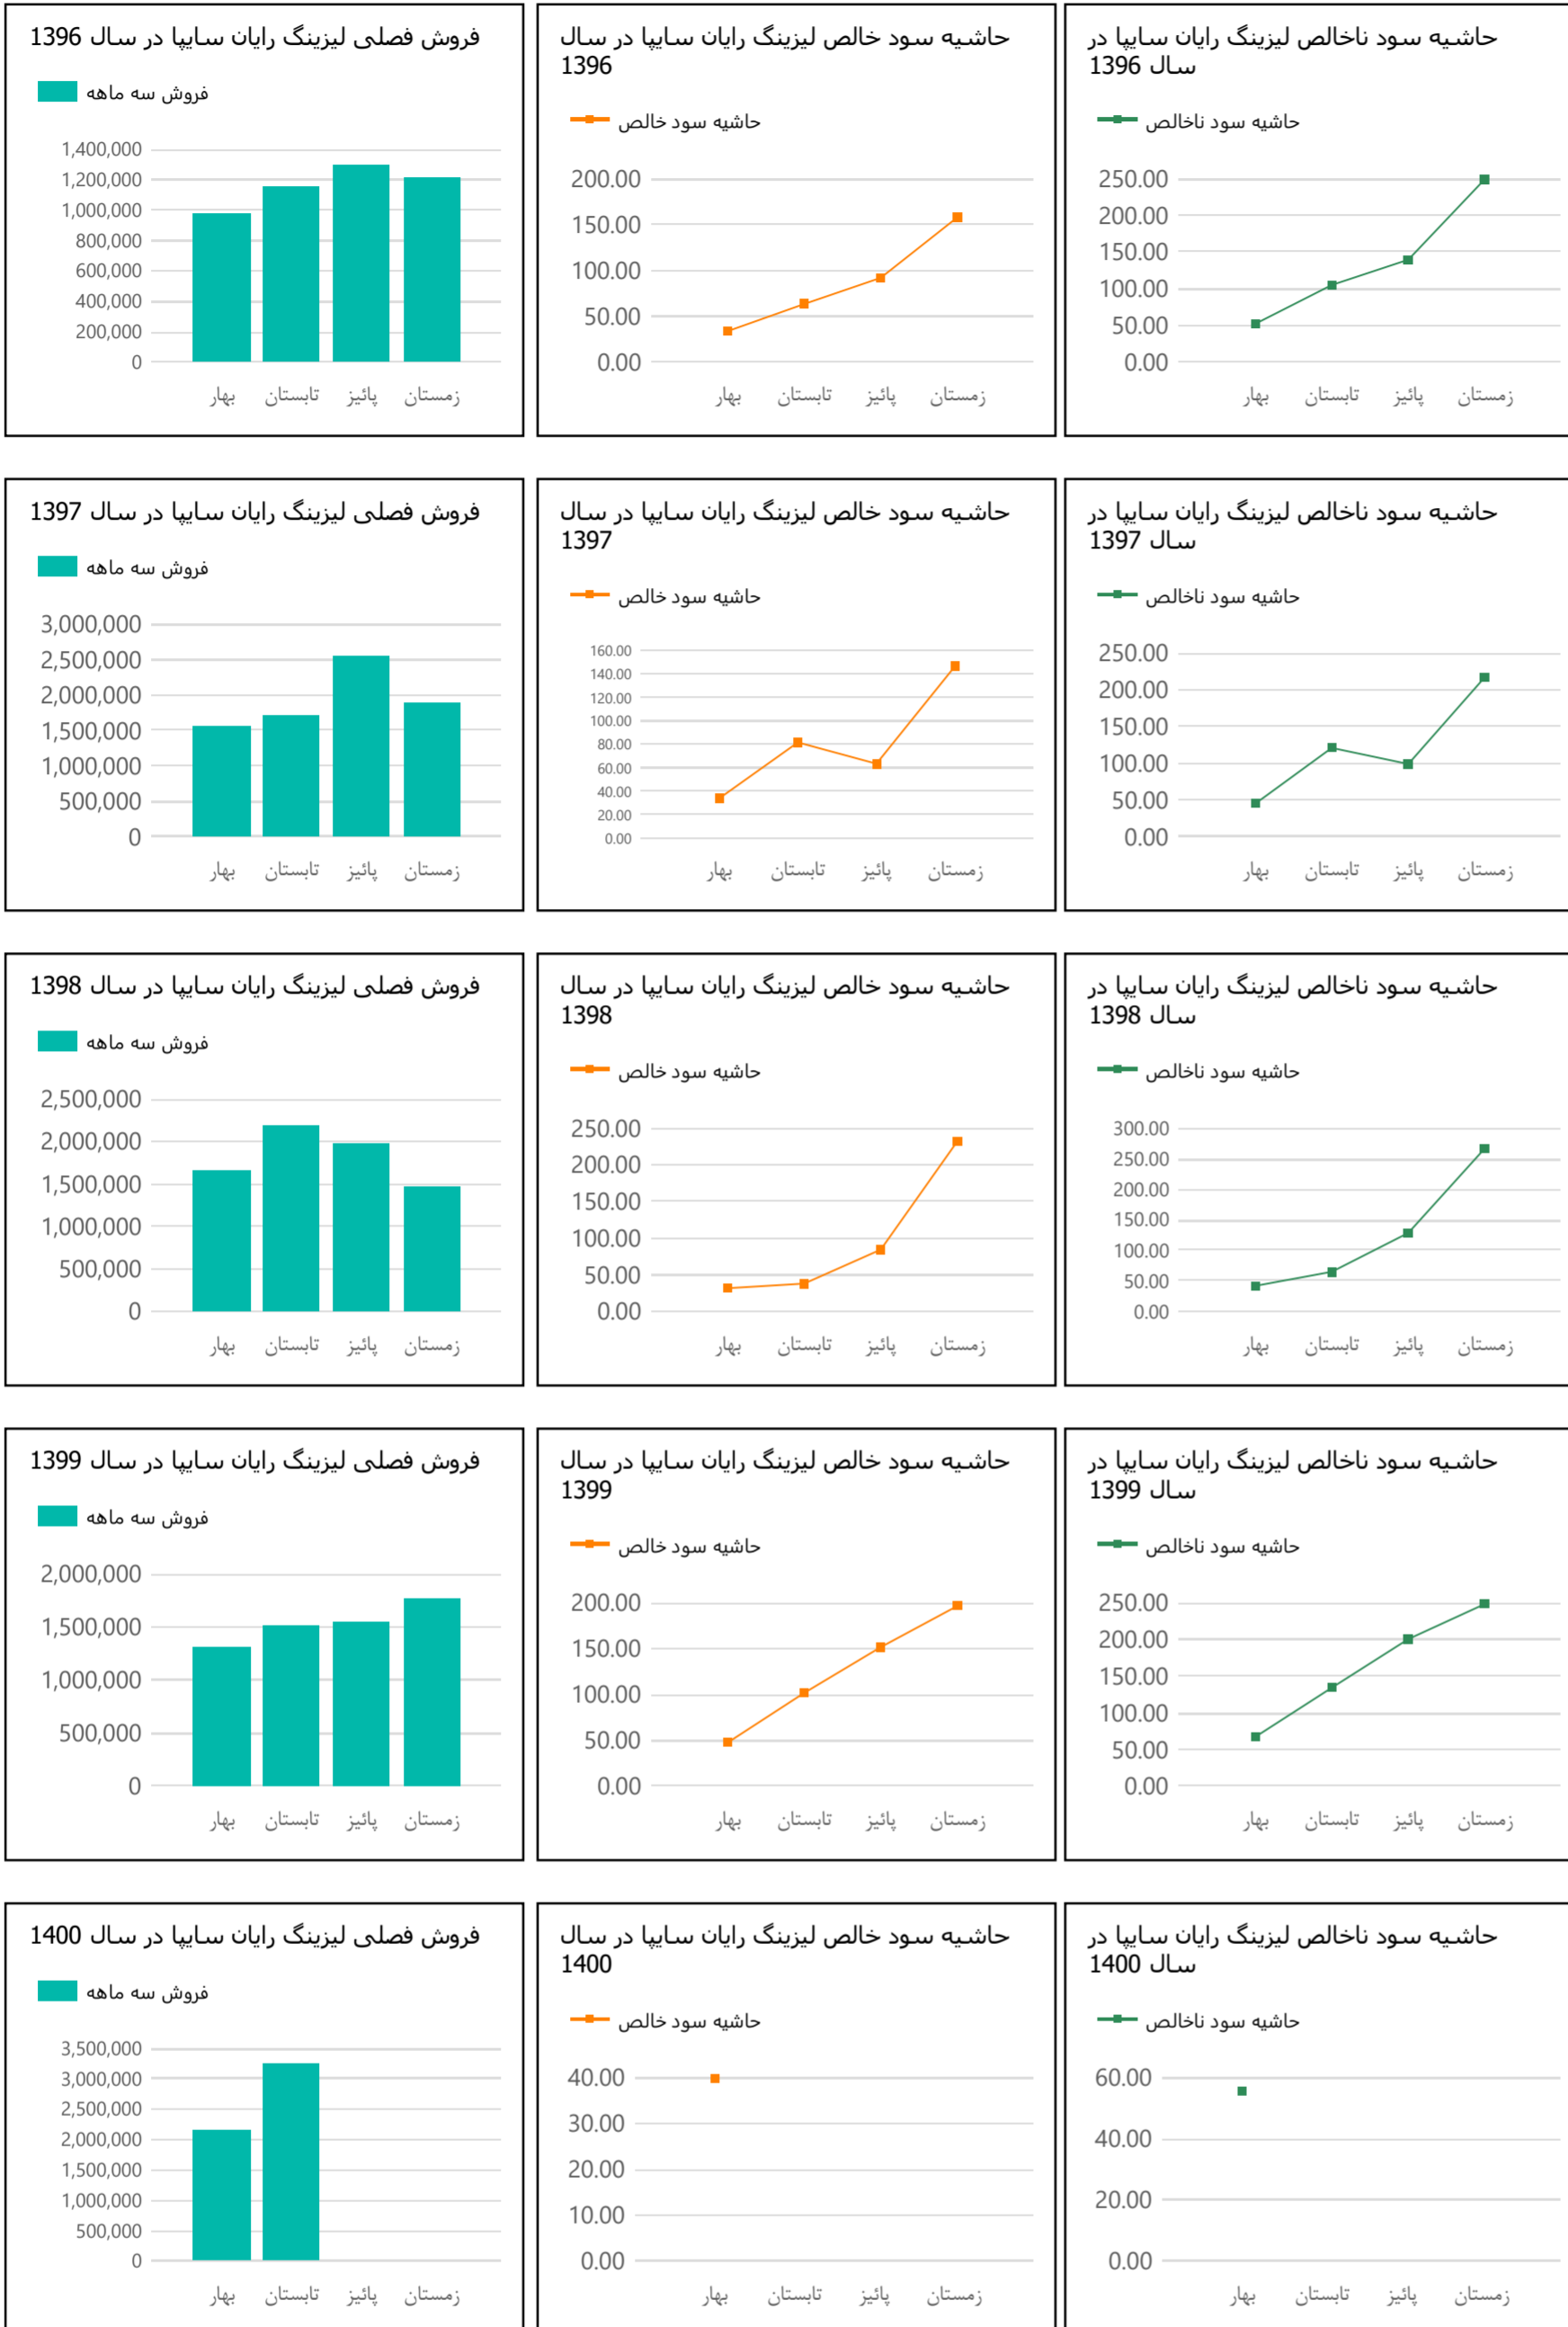 فروش فصلی لیزینگ رایان سایپا در سال 1396
فروش سه ماهه
1,400,000
1,200,000
1,000,000
800,000
600,000
400,000
200,000
0
بهار تابستان پائیز زمستان
حاشیه سود خالص لیزینگ رایان سایپا در سال
1396
حاشیه سود خالص
200.00
150.00
100.00
50.00
0.00
بهار تابستان پائیز زمستان
حاشیه سود ناخالص لیزینگ رایان سایپا در
سال 1396
حاشیه سود ناخالص
250.00
200.00
150.00
100.00
50.00
0.00
بهار تابستان پائیز زمستان
فروش فصلی لیزینگ رایان سایپا در سال 1397
فروش سه ماهه
3,000,000
2,500,000
2,000,000
1,500,000
1,000,000
500,000
0
بهار تابستان پائیز زمستان
حاشیه سود خالص لیزینگ رایان سایپا در سال
1397
حاشیه سود خالص
160.00
140.00
120.00
100.00
80.00
60.00
40.00
20.00
0.00
بهار تابستان پائیز زمستان
حاشیه سود ناخالص لیزینگ رایان سایپا در
سال 1397
حاشیه سود ناخالص
250.00
200.00
150.00
100.00
50.00
0.00
بهار تابستان پائیز زمستان
فروش فصلی لیزینگ رایان سایپا در سال 1398
فروش سه ماهه
2,500,000
2,000,000
1,500,000
1,000,000
500,000
0
بهار تابستان پائیز زمستان
حاشیه سود خالص لیزینگ رایان سایپا در سال
1398
حاشیه سود خالص
250.00
200.00
150.00
100.00
50.00
0.00
بهار تابستان پائیز زمستان
حاشیه سود ناخالص لیزینگ رایان سایپا در
سال 1398
حاشیه سود ناخالص
300.00
250.00
200.00
150.00
100.00
50.00
0.00
بهار تابستان پائیز زمستان
فروش فصلی لیزینگ رایان سایپا در سال 1399
فروش سه ماهه
2,000,000
1,500,000
1,000,000
500,000
0
بهار تابستان پائیز زمستان
حاشیه سود خالص لیزینگ رایان سایپا در سال
1399
حاشیه سود خالص
200.00
150.00
100.00
50.00
0.00
بهار تابستان پائیز زمستان
حاشیه سود ناخالص لیزینگ رایان سایپا در
سال 1399
حاشیه سود ناخالص
250.00
200.00
150.00
100.00
50.00
0.00
بهار تابستان پائیز زمستان
فروش فصلی لیزینگ رایان سایپا در سال 1400
فروش سه ماهه
3,500,000
3,000,000
2,500,000
2,000,000
1,500,000
1,000,000
500,000
0
بهار تابستان پائیز زمستان
حاشیه سود خالص لیزینگ رایان سایپا در سال
1400
حاشیه سود خالص
40.00
30.00
20.00
10.00
0.00
بهار تابستان پائیز زمستان
حاشیه سود ناخالص لیزینگ رایان سایپا در
سال 1400
حاشیه سود ناخالص
60.00
40.00
20.00
0.00
بهار تابستان پائیز زمستان